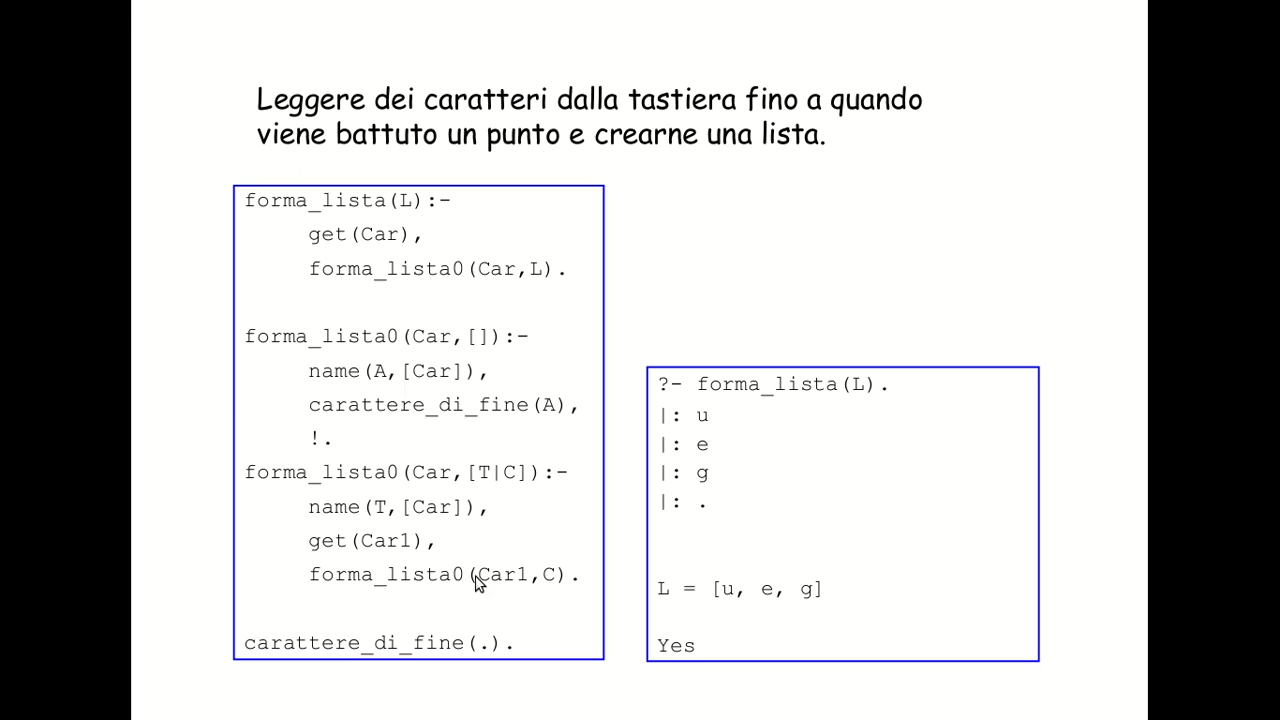 Leggere dei caratteri dalla tastiera fino a quando
viene battuto un punto e crearne una lista.
forma_lista(L):-
get(Car),
forma_lista0(Car,L).
forma_lista0(Car,[]):-
name(A,[Car]),
carattere_di_fine(A),
!.
forma_lista0(Car,[T|C]):-
name(T,[Car]),
get(Car1),
forma_lista0(Car1,C).
carattere_di_fine(.).
?- forma_lista(L).
|: u
|: e
|: g
|: .
L = [u, e, g]
Yes